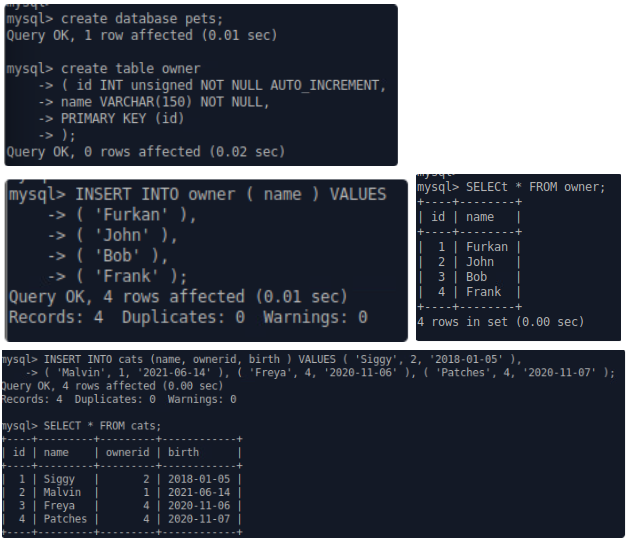 mysql> create database pets;
Query OK, 1 row affected (0.01 sec)
mysql> create table owner
    -> ( id INT unsigned NOT NULL AUTO_INCREMENT,
    -> name VARCHAR(150) NOT NULL,
    -> PRIMARY KEY (id)
    -> );
Query OK, 0 rows affected (0.02 sec)
mysql> INSERT INTO owner ( name ) VALUES
    -> ( 'Furkan' ),
    -> ( 'John' ),
    -> ( 'Bob' ),
    -> ( 'Frank' );
Query OK, 4 rows affected (0.01 sec)
Records: 4  Duplicates: 0  Warnings: 0
mysql> SELECt * FROM owner;
+----+--------+
| id | name   |
+----+--------+
|  1 | Furkan |
|  2 | John   |
|  3 | Bob    |
|  4 | Frank  |
+----+--------+
4 rows in set (0.00 sec)
mysql> INSERT INTO cats (name, ownerid, birth ) VALUES ( 'Siggy', 2, '2018-01-05' ),
    -> ( 'Malvin', 1, '2021-06-14' ), ( 'Freya', 4, '2020-11-06' ), ( 'Patches', 4, '2020-11-07' );
Query OK, 4 rows affected (0.00 sec)
Records: 4  Duplicates: 0  Warnings: 0
mysql> SELECT * FROM cats;
+----+---------+---------+------------+
| id | name    | ownerid | birth      |
+----+---------+---------+------------+
|  1 | Siggy   |       2 | 2018-01-05 |
|  2 | Malvin  |       1 | 2021-06-14 |
|  3 | Freya   |       4 | 2020-11-06 |
|  4 | Patches |       4 | 2020-11-07 |
+----+---------+---------+------------+